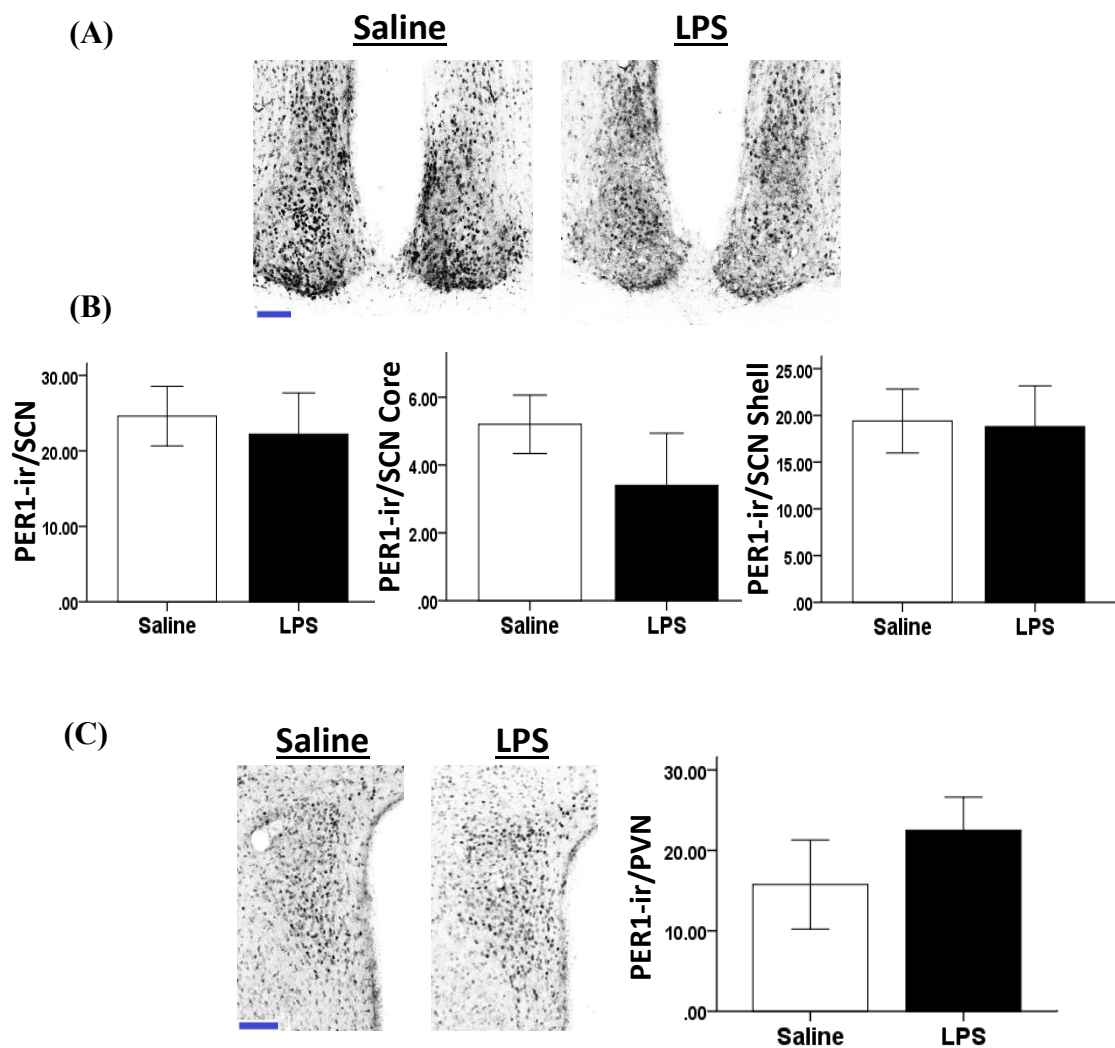 (A)
Saline LPS
(B)
PER1-ir/SCN
30.00
20.00
10.00
.00
Saline LPS
PER1-ir/SCN Core
6.00
4.00
2.00
.00
Saline LPS
PER1-ir/SCN Shell
25.00
20.00
15.00
10.00
5.00
.00
Saline LPS
(C)
Saline LPS
PER1-ir/PVN
30.00
20.00
10.00
.00
Saline LPS